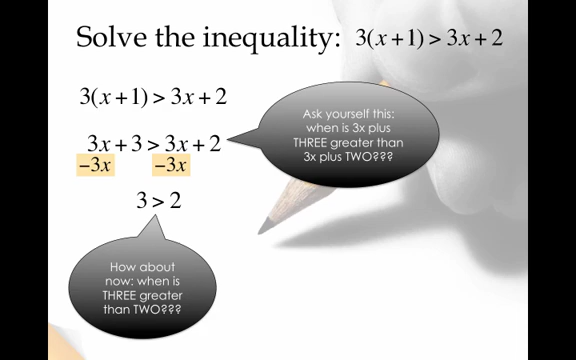 Solve the inequality: 3(x+1) > 3x+2
3(x+1) > 3x+2
3x+3 > 3x+2
−3x −3x
3 > 2
Ask yourself this:
when is 3x plus
THREE greater than
3x plus TWO???
How about
now: when is
THREE greater
than TWO???